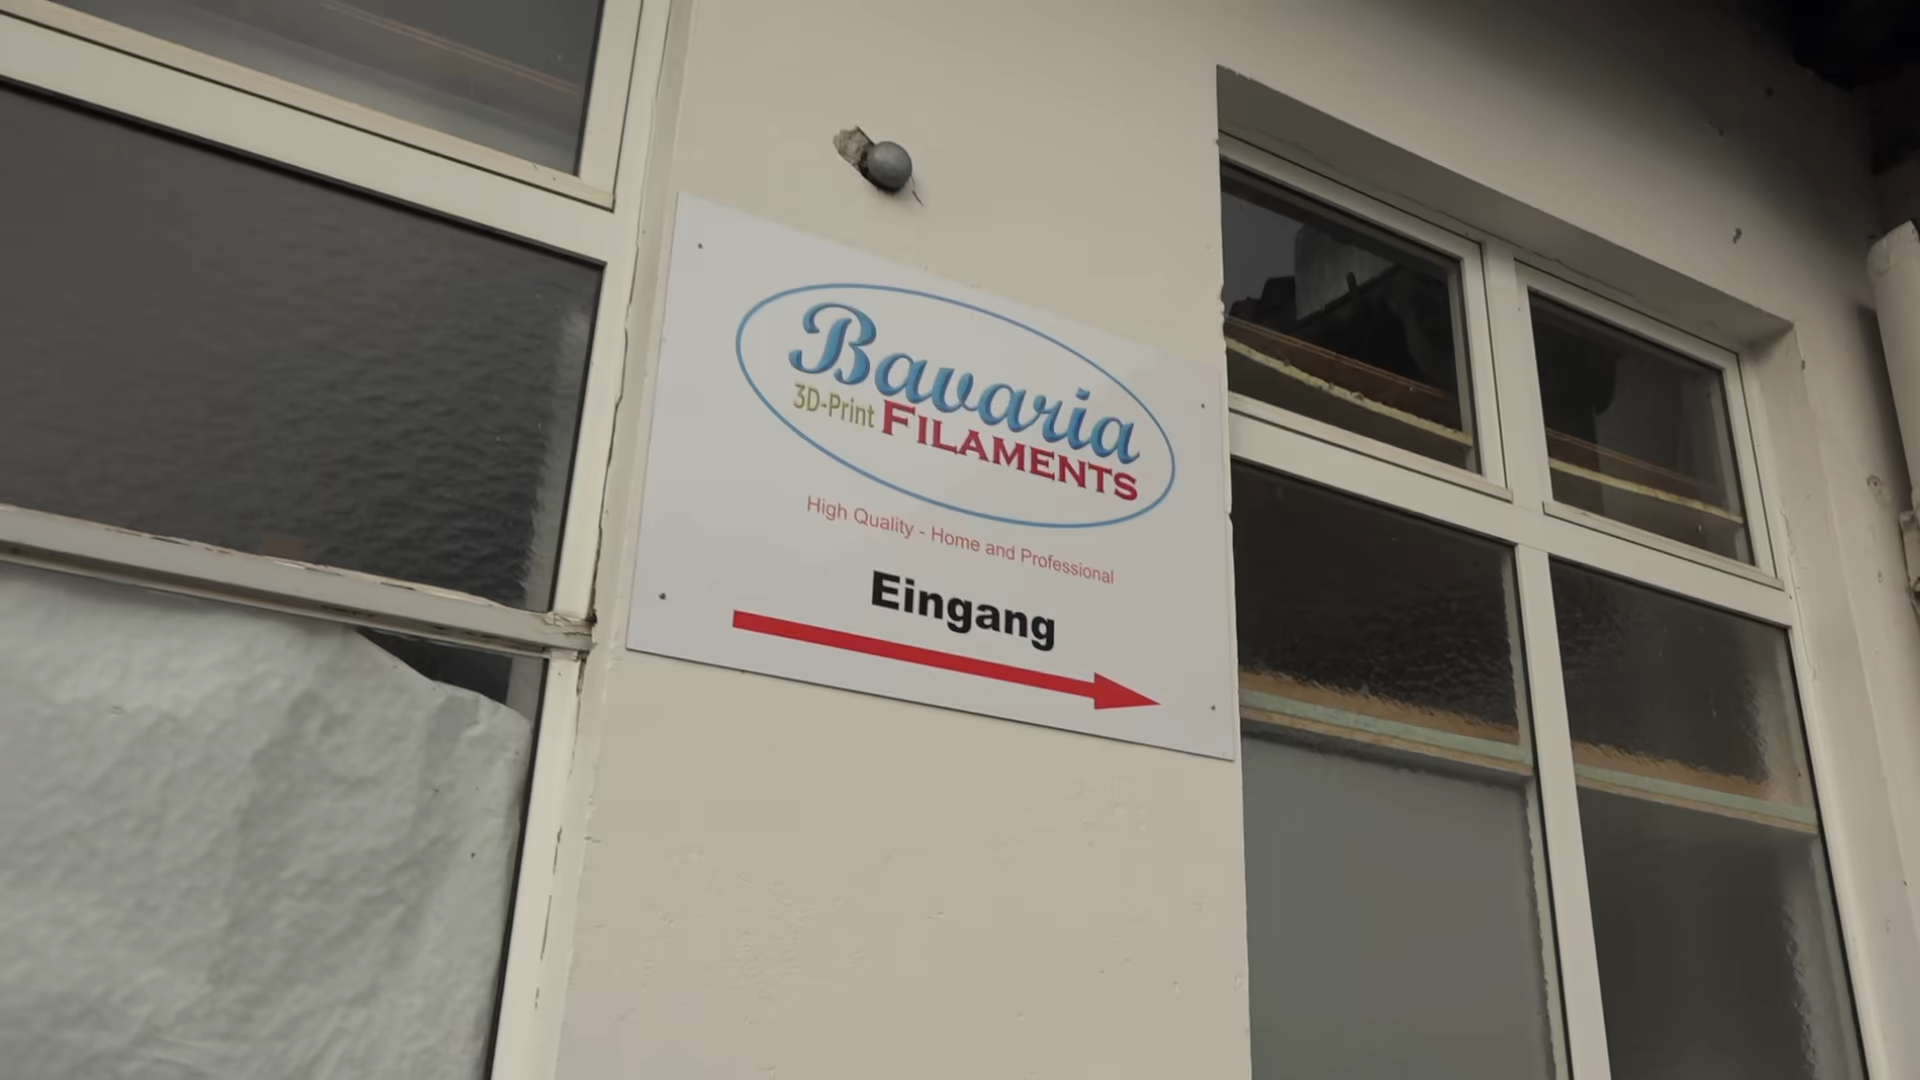 Bavaria
3D-Print FILAMENTS
High Quality - Home and Professional
Eingang